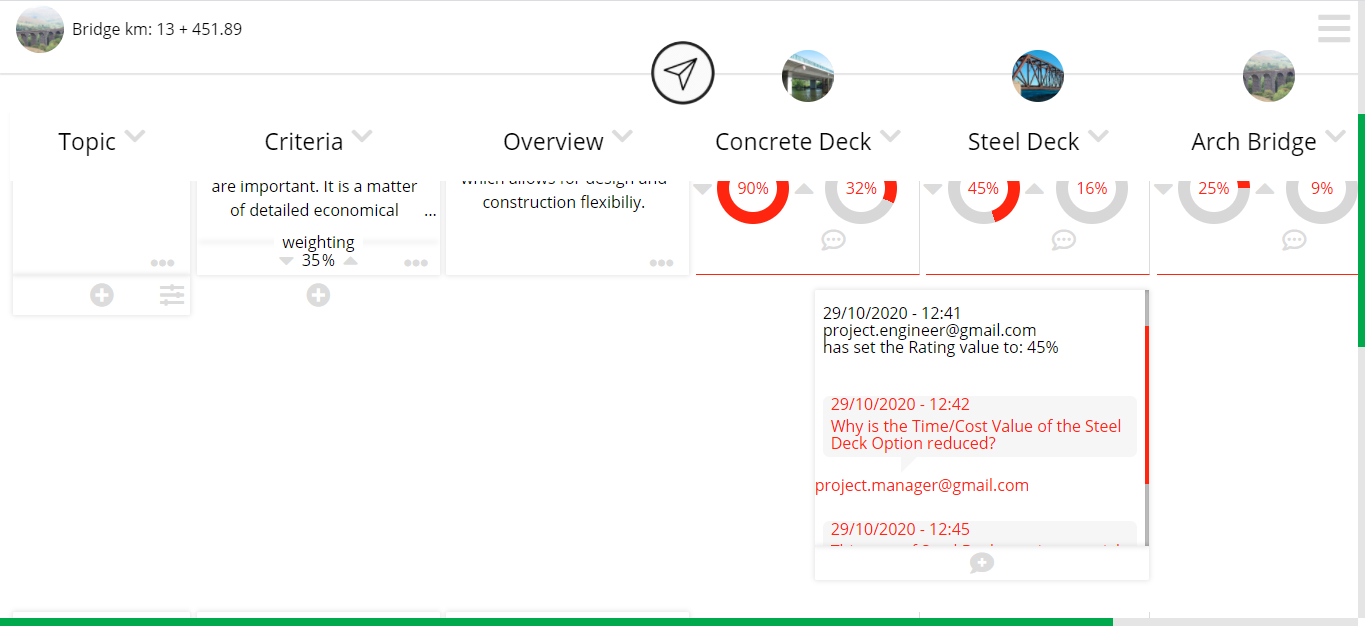 Bridge km: 13 + 451.89
Topic
Criteria
Overview
Concrete Deck
Steel Deck
Arch Bridge
are important. It is a matter
of detailed economical ...
weighting
35%
which allows for design and
construction flexibiliy.
90%
32%
45%
16%
25%
9%
29/10/2020 - 12:41
project.engineer@gmail.com
has set the Rating value to: 45%
29/10/2020 - 12:42
Why is the Time/Cost Value of the Steel
Deck Option reduced?
project.manager@gmail.com
29/10/2020 - 12:45